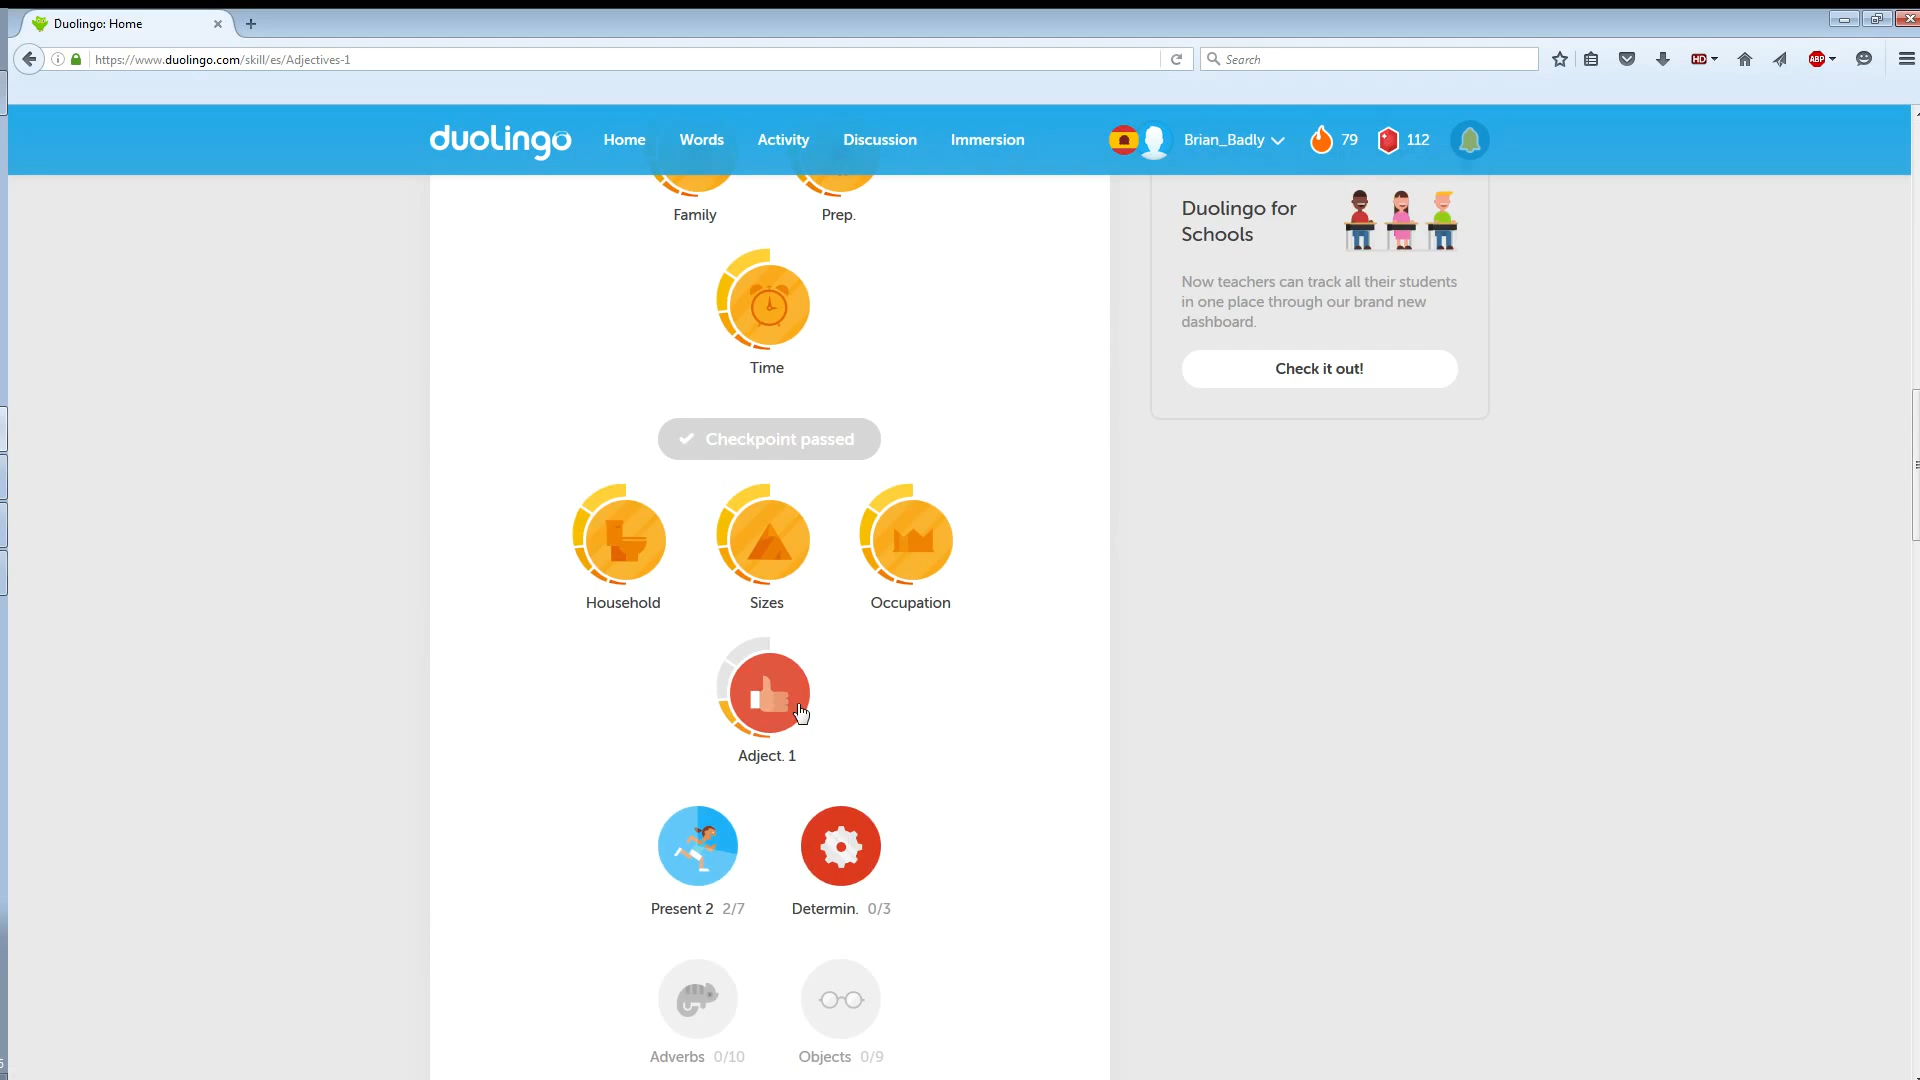 Duolingo: Home
https://www.duolingo.com/skill/es/Adjectives-1
Search
HD
ABP
duolingo
Home
Words
Activity
Discussion
Immersion
Brian_Badly
79
112
Family
Prep.
Duolingo for
Schools
Now teachers can track all their students
in one place through our brand new
dashboard.
Check it out!
Time
Checkpoint passed
Household
Sizes
Occupation
Adject. 1
Present 2 2/7
Determin. 0/3
Adverbs 0/10
Objects 0/9